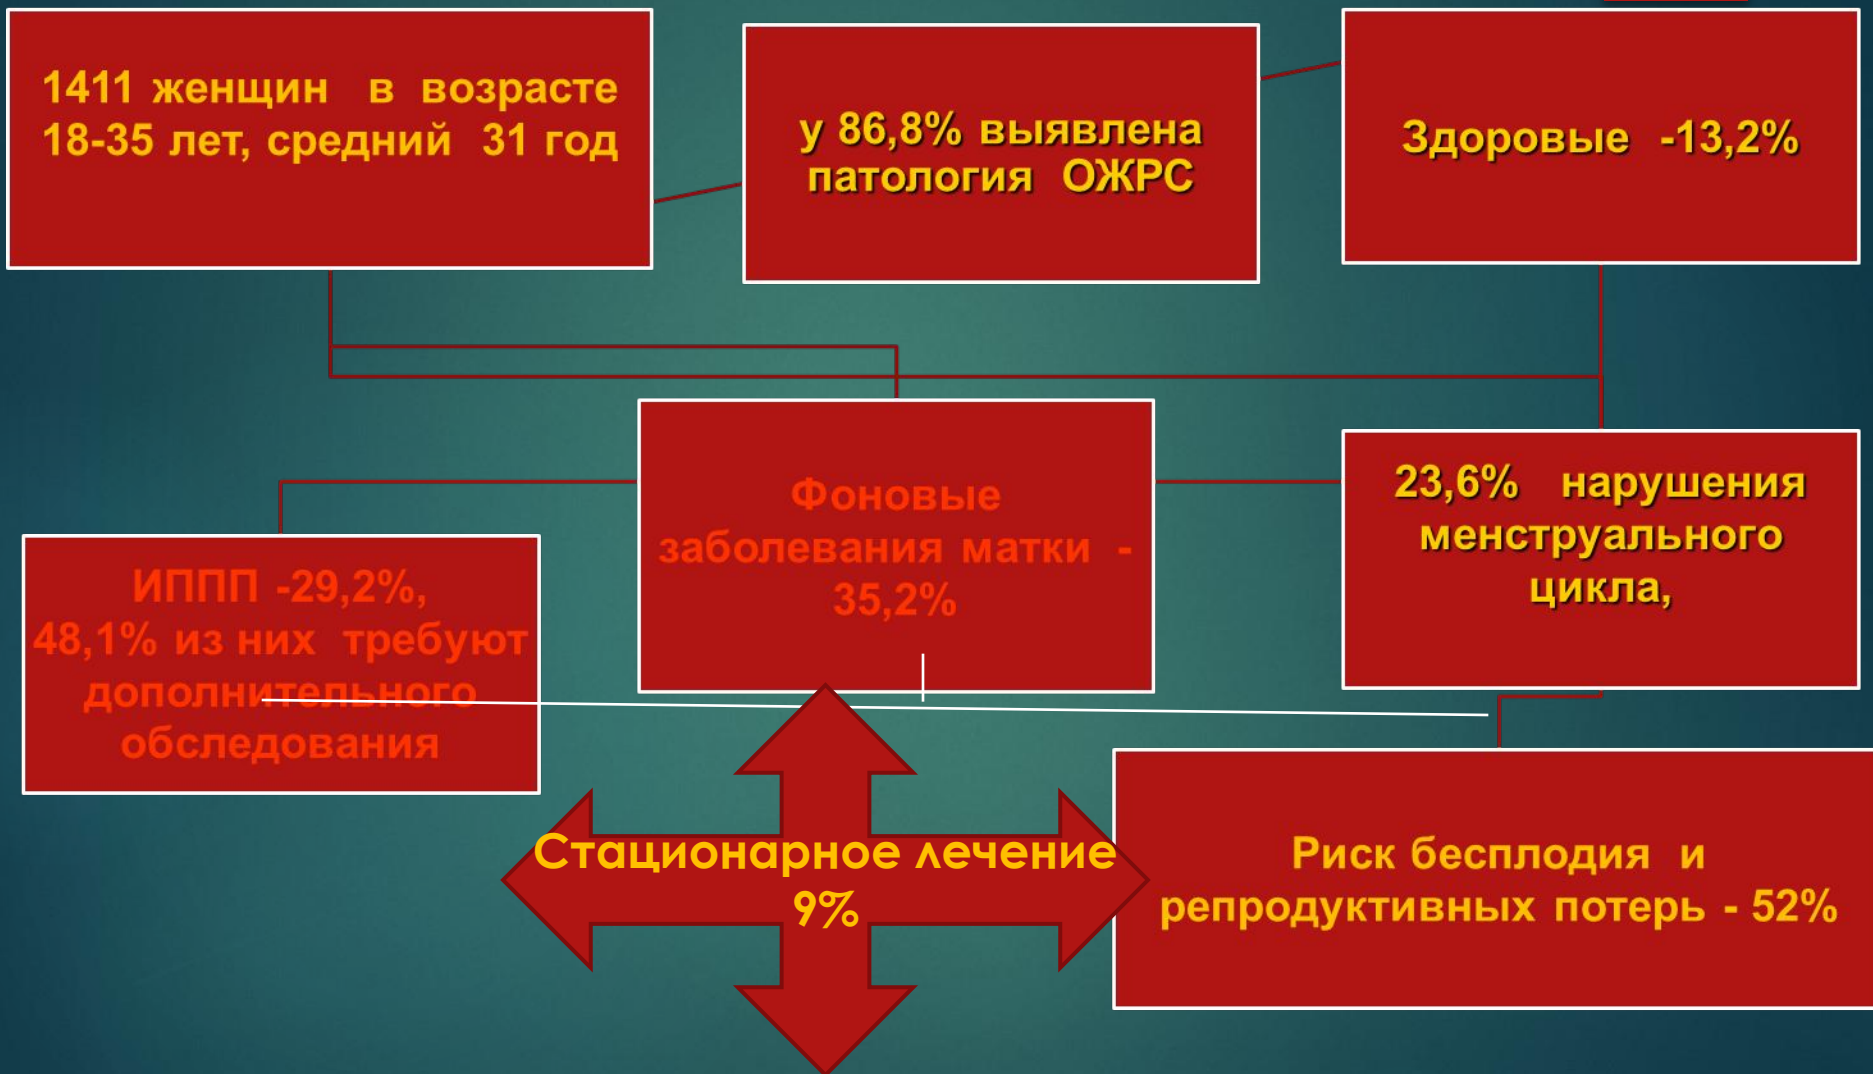 1411 женщин в возрасте
18-35 лет, средний 31 год
у 86,8% выявлена
патология ОЖРС
Здоровые -13,2%
Фоновые
заболевания матки -
35,2%
23,6% нарушения
менструального
цикла,
ИППП -29,2%,
48,1% из них требуют
дополнительного
обследования
Стационарное лечение
9%
Риск бесплодия и
репродуктивных потерь - 52%